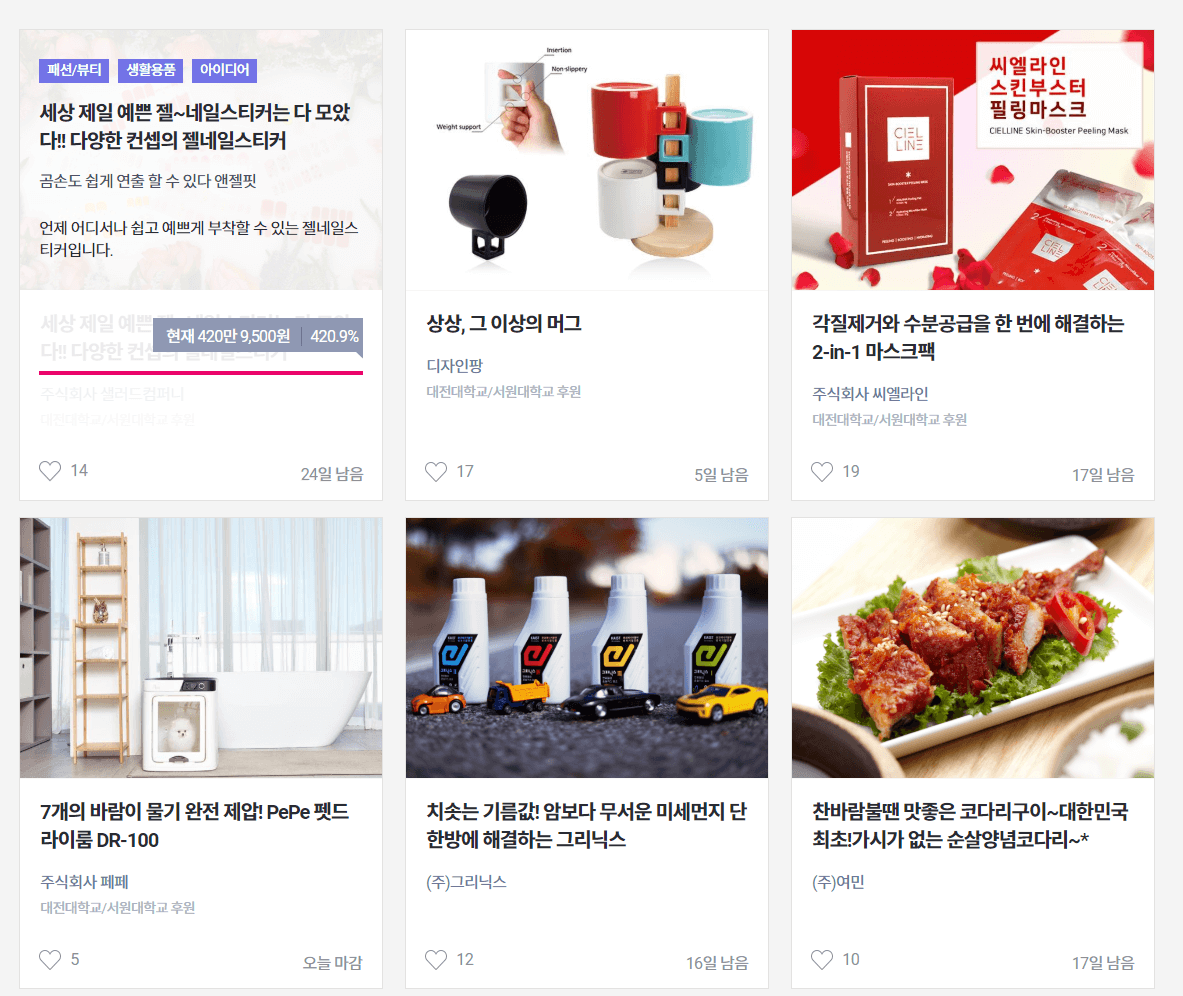 패션/뷰티 생활용품 아이디어
세상 제일 예쁜 젤~네일스티커는 다 모았
다!! 다양한 컨셉의 젤네일스티커
곰손도 쉽게 연출 할 수 있다 앤젤핏
언제 어디서나 쉽고 예쁘게 부착할 수 있는 젤네일스
티커입니다.
현재 420만 9,500원 420.9%
주식회사 샐러드컴퍼니
대전대학교/서원대학교 후원
14
24일 남음
Insertion
Non-slippery
Weight support
상상, 그 이상의 머그
디자인팡
대전대학교/서원대학교 후원
17
5일 남음
씨엘라인
스킨부스터
필링마스크
CIELLINE Skin-Booster Peeling Mask
CIEL
LINE
SKIN-BOOSTER PEELING MASK
각질제거와 수분공급을 한 번에 해결하는
2-in-1 마스크팩
주식회사 씨엘라인
대전대학교/서원대학교 후원
19
17일 남음
7개의 바람이 물기 완전 제압! PePe 펫드
라이룸 DR-100
주식회사 페페
대전대학교/서원대학교 후원
5
오늘 마감
치솟는 기름값! 암보다 무서운 미세먼지 단
한방에 해결하는 그리닉스
(주)그리닉스
12
16일 남음
찬바람불땐 맛좋은 코다리구이~대한민국
최초!가시가 없는 순살양념코다리~*
(주)여민
10
17일 남음